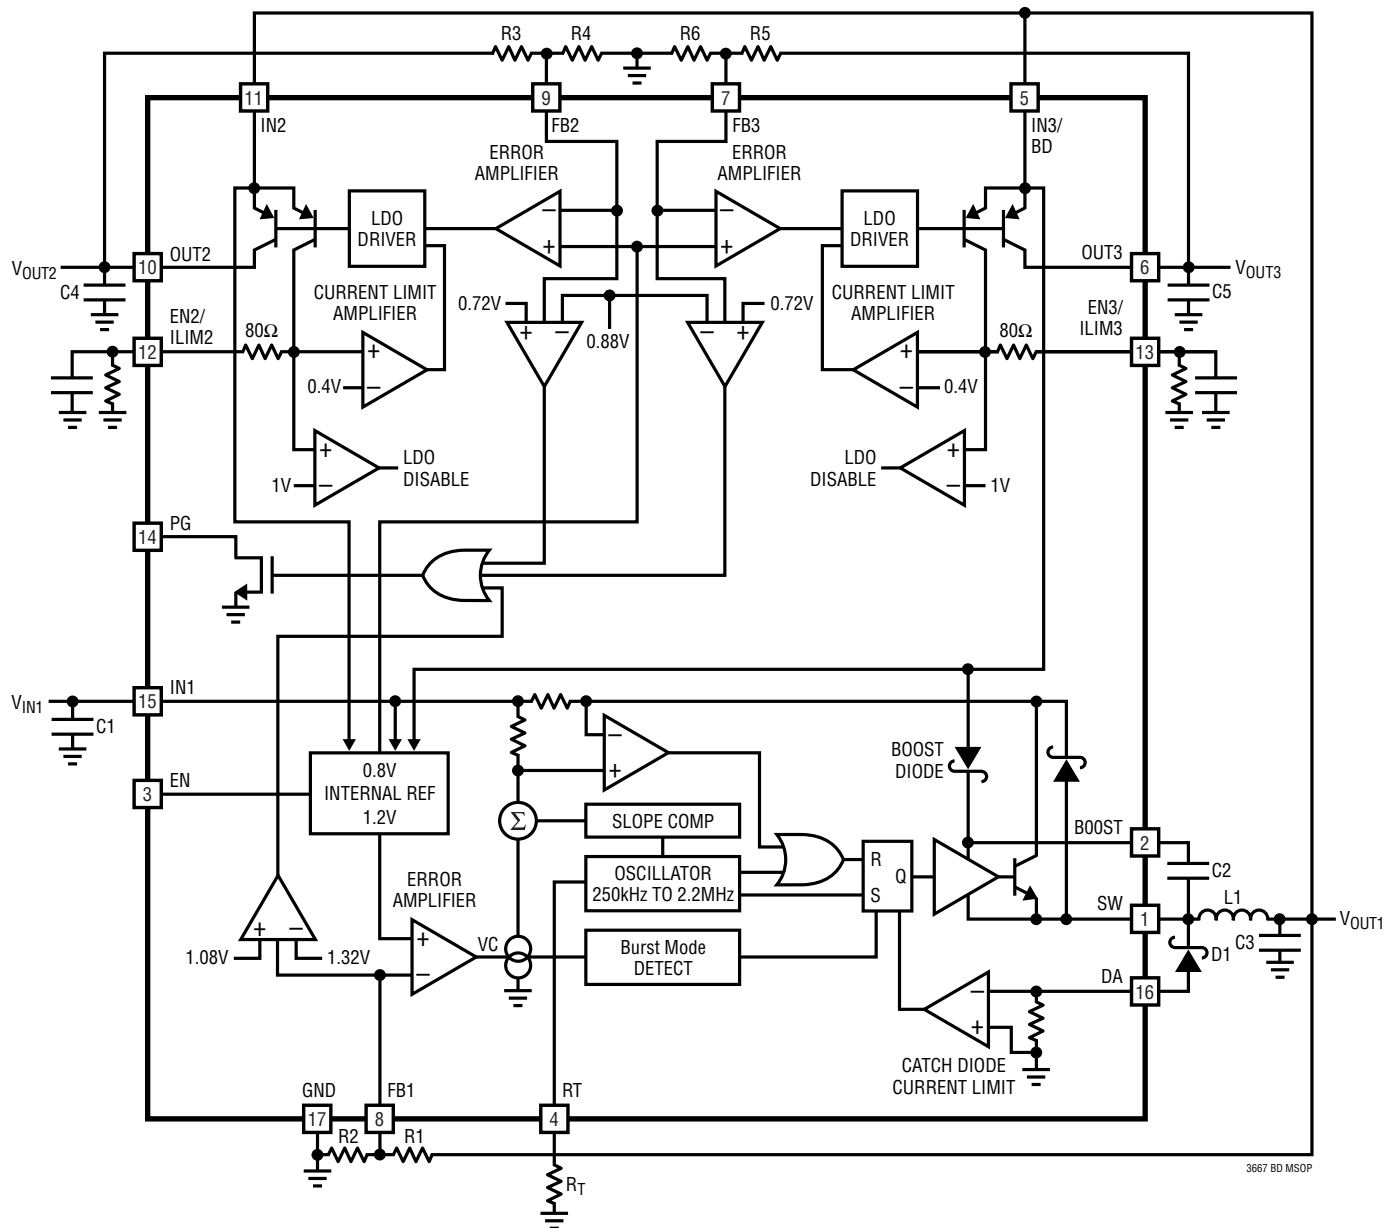 R3 R4 R6 R5
11 9 7 5
IN2 FB2 FB3 IN3/
BD
ERROR
AMPLIFIER
ERROR
AMPLIFIER
LDO
DRIVER
LDO
DRIVER
− −
+ +
VOUT2 10 OUT2
OUT3 6 VOUT3
C4
C5
CURRENT LIMIT
AMPLIFIER
CURRENT LIMIT
AMPLIFIER
0.72V + − 0.88V − + 0.72V
EN2/
ILIM2
12
80Ω
EN3/
ILIM3
13
80Ω
+
0.4V −
+
− 0.4V
+
1V −
LDO
DISABLE
LDO
DISABLE
+
− 1V
14 PG
VIN1 15 IN1
C1
3 EN
0.8V
INTERNAL REF
1.2V
−
+
Σ
SLOPE COMP
OSCILLATOR
250kHz TO 2.2MHz
Burst Mode
DETECT
R
S
Q
BOOST
DIODE
B00ST
2
C2
SW
1
L1
VOUT1
C3
D1
DA
16
ERROR
AMPLIFIER
+
−
VC
+ −
1.08V 1.32V
−
+
CATCH DIODE
CURRENT LIMIT
GND FB1 RT
17 8 4
R2 R1
RT
3667 BD MSOP